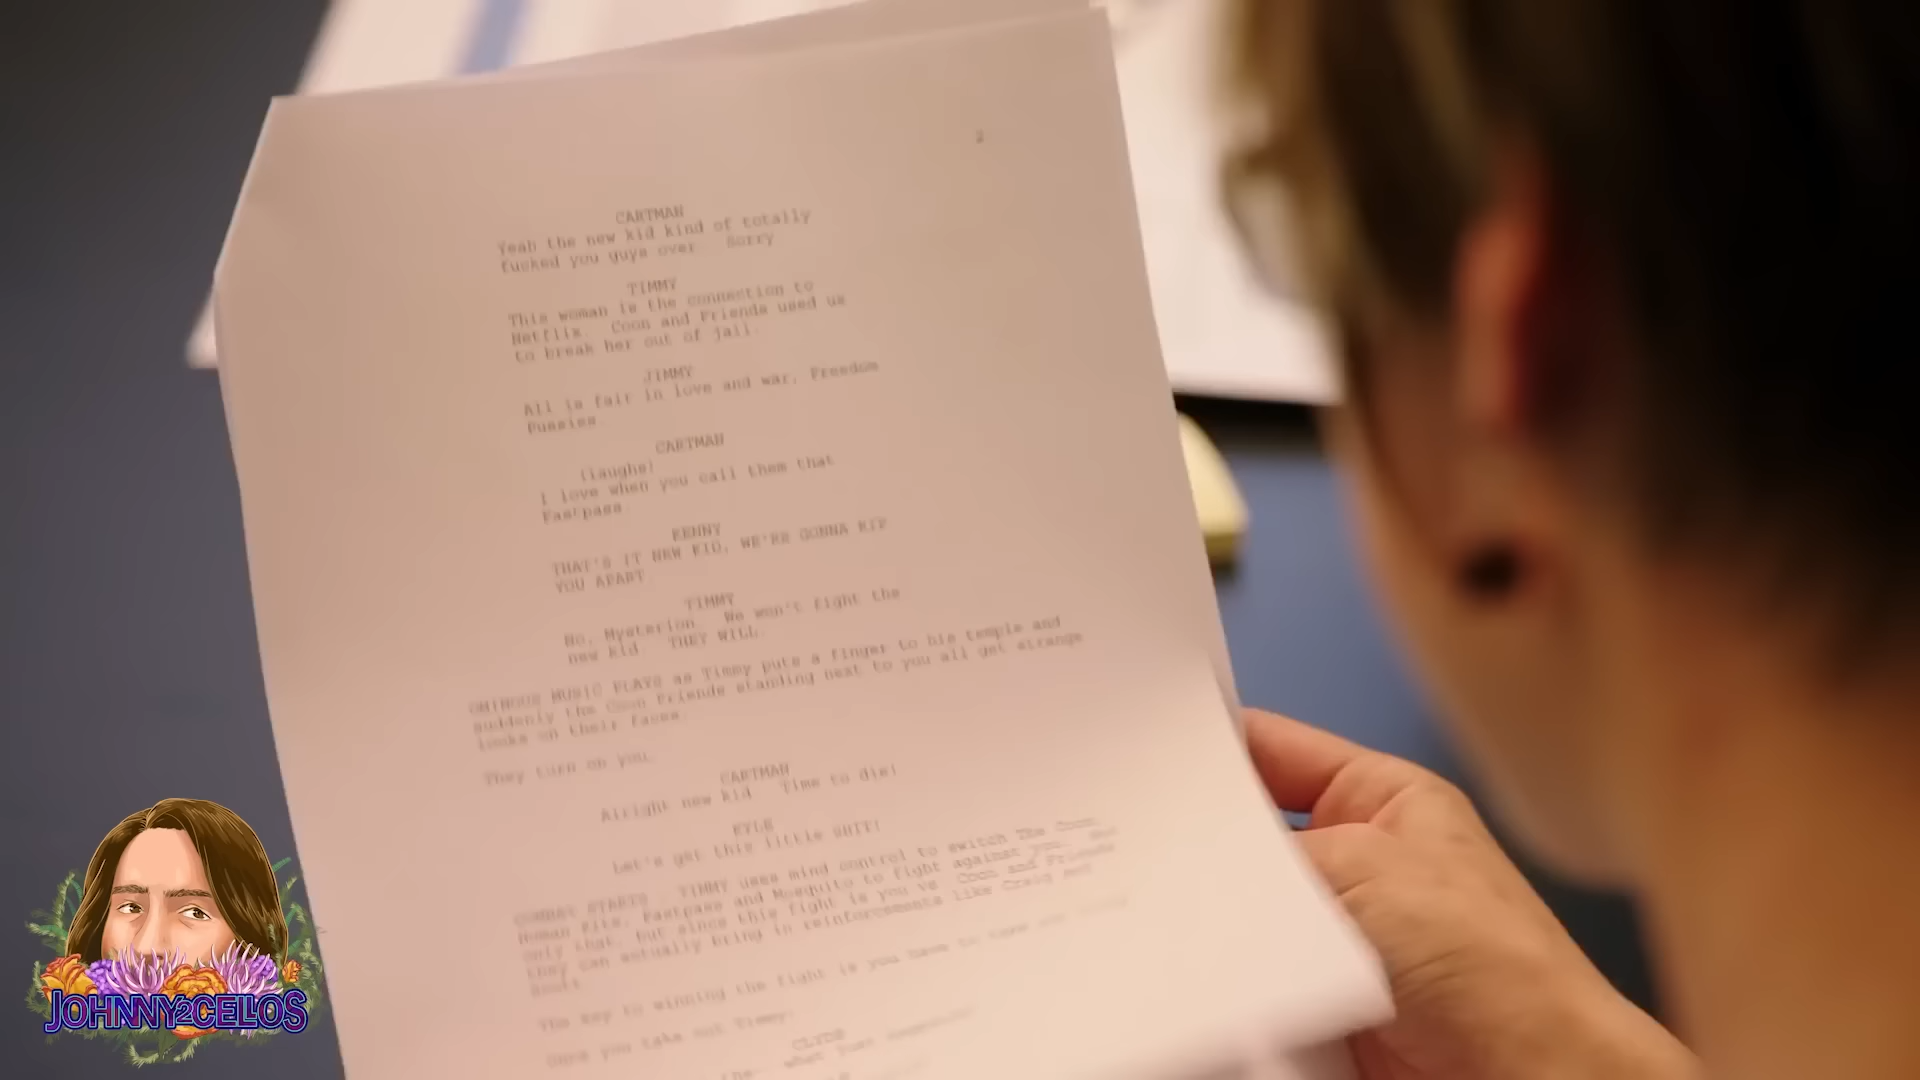 2
CARTMAN
Yeah the new kid kind of totally
fucked you guys over. Sorry
TIMMY
This woman is the connection to
Netflix. Coon and Friends used us
to break her out of jail.
JIMMY
All is fair in love and war, Freedom
Pussies.
CARTMAN
(laughs)
I love when you call them that
Fastpass.
KENNY
THAT'S IT NEW KID, WE'RE GONNA RIP
YOU APART
TIMMY
No, Mysterion. We won't fight the
new kid. THEY WILL.
OMINOUS MUSIC PLAYS as Timmy puts a finger to his temple and
suddenly the Coon Friends standing next to you all get strange
looks on their faces.
They turn on you.
CARTMAN
Alright new kid. Time to die!
KYLE
Let's get this little SHIT!
COMBAT STARTS. TIMMY uses mind control to switch The Coon,
Human Kite, Fastpass and Mosquito to fight against you. Not
only that, but since this fight is you vs. Coon and Friends
they can actually bring in reinforcements like Craig and
Scott.
The key to winning the fight is you have to
Once you take out Timmy:
CLYDE
what just happened?
JOHNNY2CELLOS